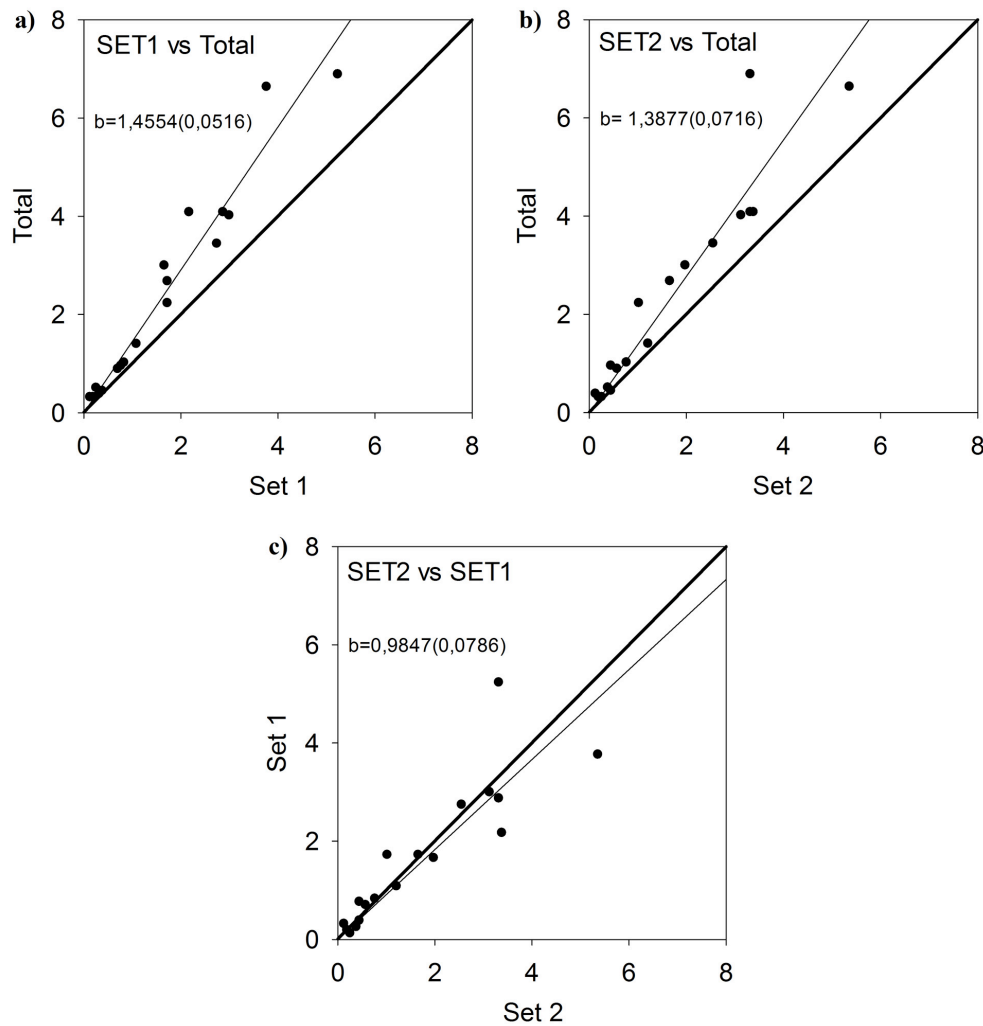 a)
SET1 vs Total
b=1,4554(0,0516)
Total
8
6
4
2
0
0 2 4 6 8
Set 1
b)
SET2 vs Total
b= 1,3877(0,0716)
Total
8
6
4
2
0
0 2 4 6 8
Set 2
c)
SET2 vs SET1
b=0,9847(0,0786)
Set 1
8
6
4
2
0
0 2 4 6 8
Set 2